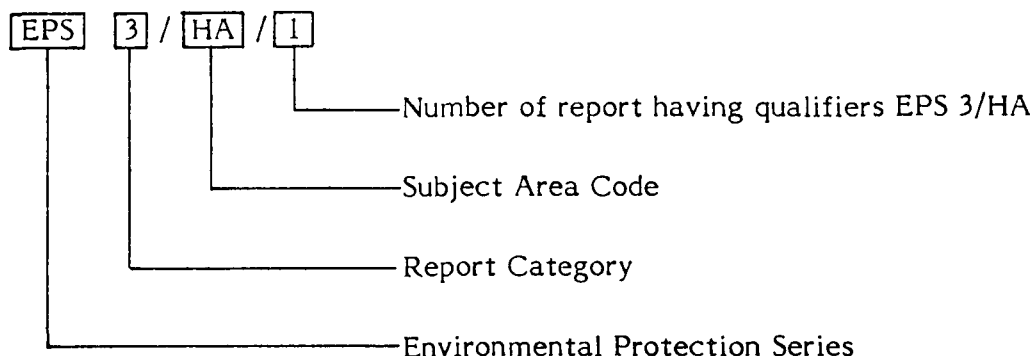 EPS 3 / HA / 1
Number of report having qualifiers EPS 3/HA
Subject Area Code
Report Category
Environmental Protection Series